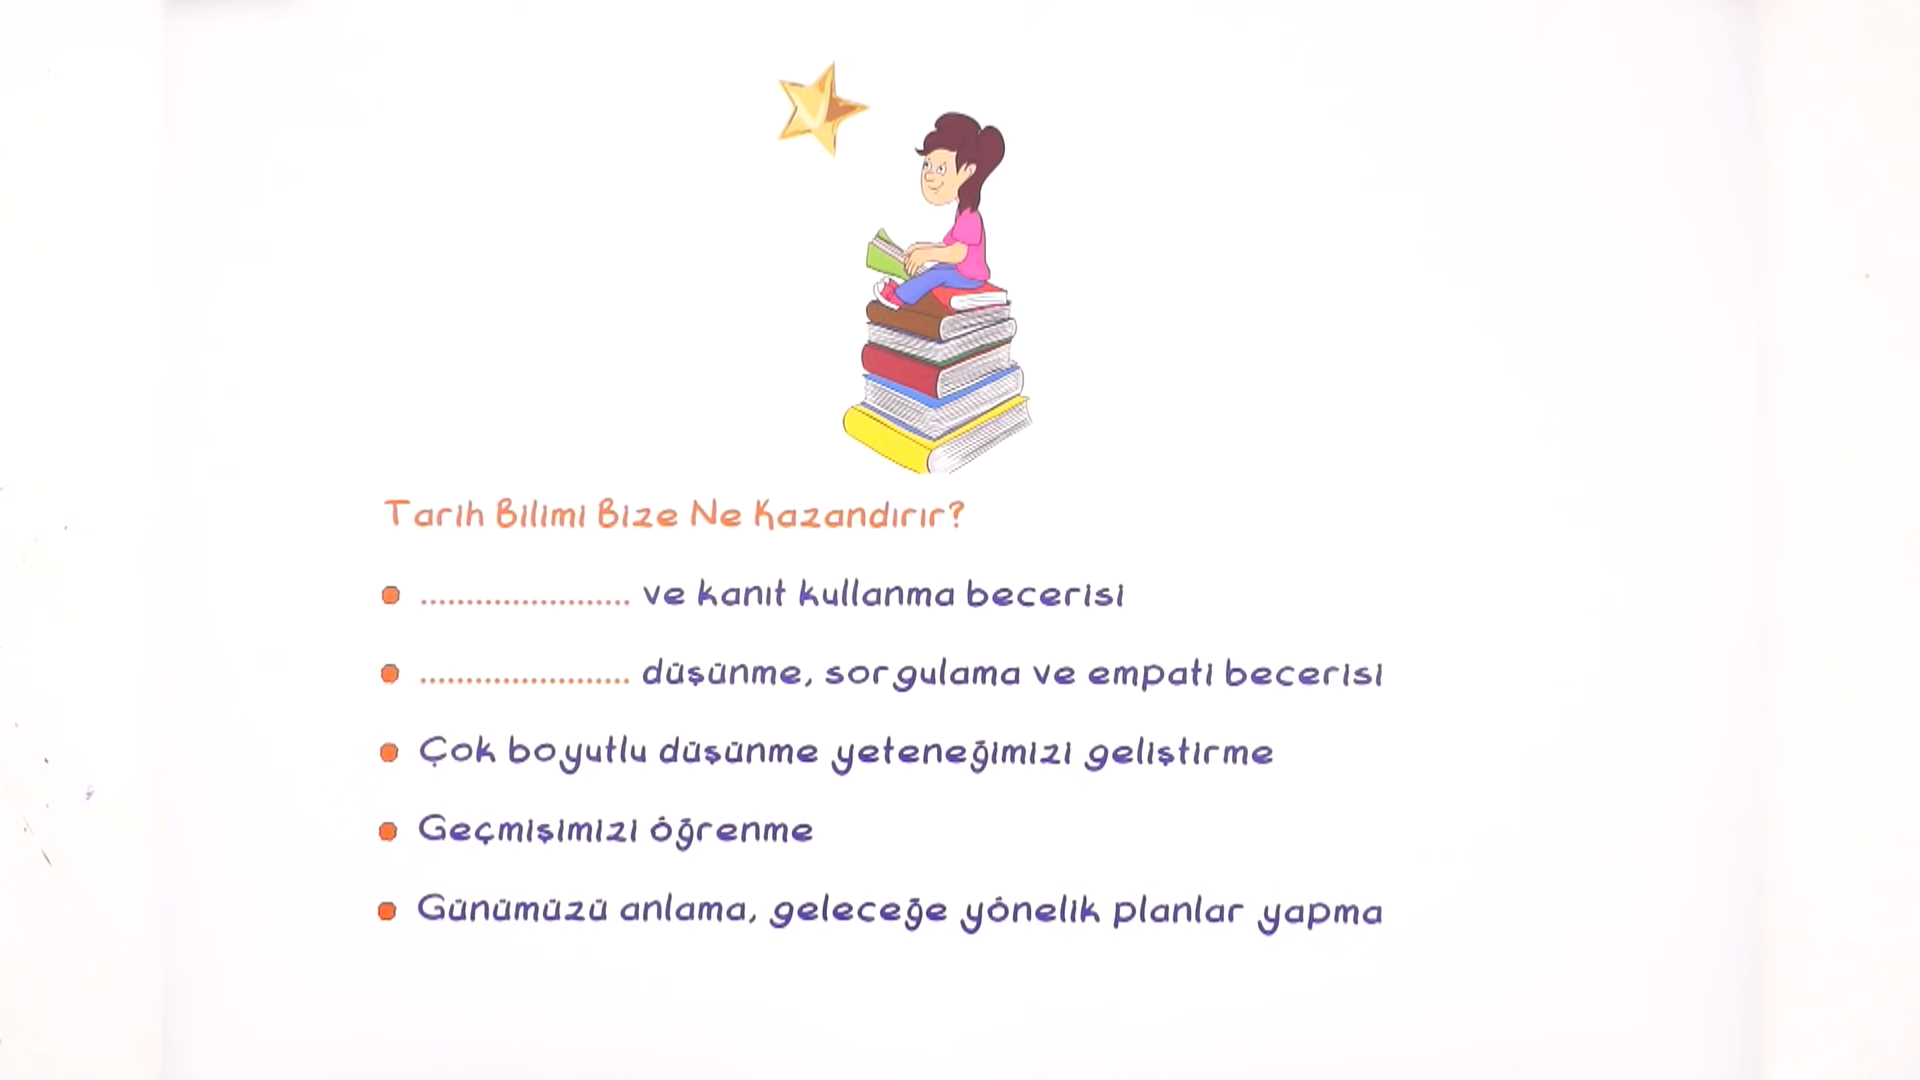 Tarih Bilimi Bize Ne Kazandırır?
....................... ve kanıt kullanma becerisi
....................... düşünme, sorgulama ve empati becerisi
Çok boyutlu düşünme yeteneğimizi geliştirme
Geçmişimizi öğrenme
Günümüzü anlama, geleceğe yönelik planlar yapma